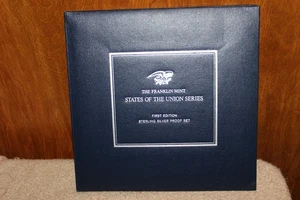 THE FRANKLIN MINT
STATES OF THE UNION SERIES
FIRST EDITION
STERLING SILVER PROOF SET